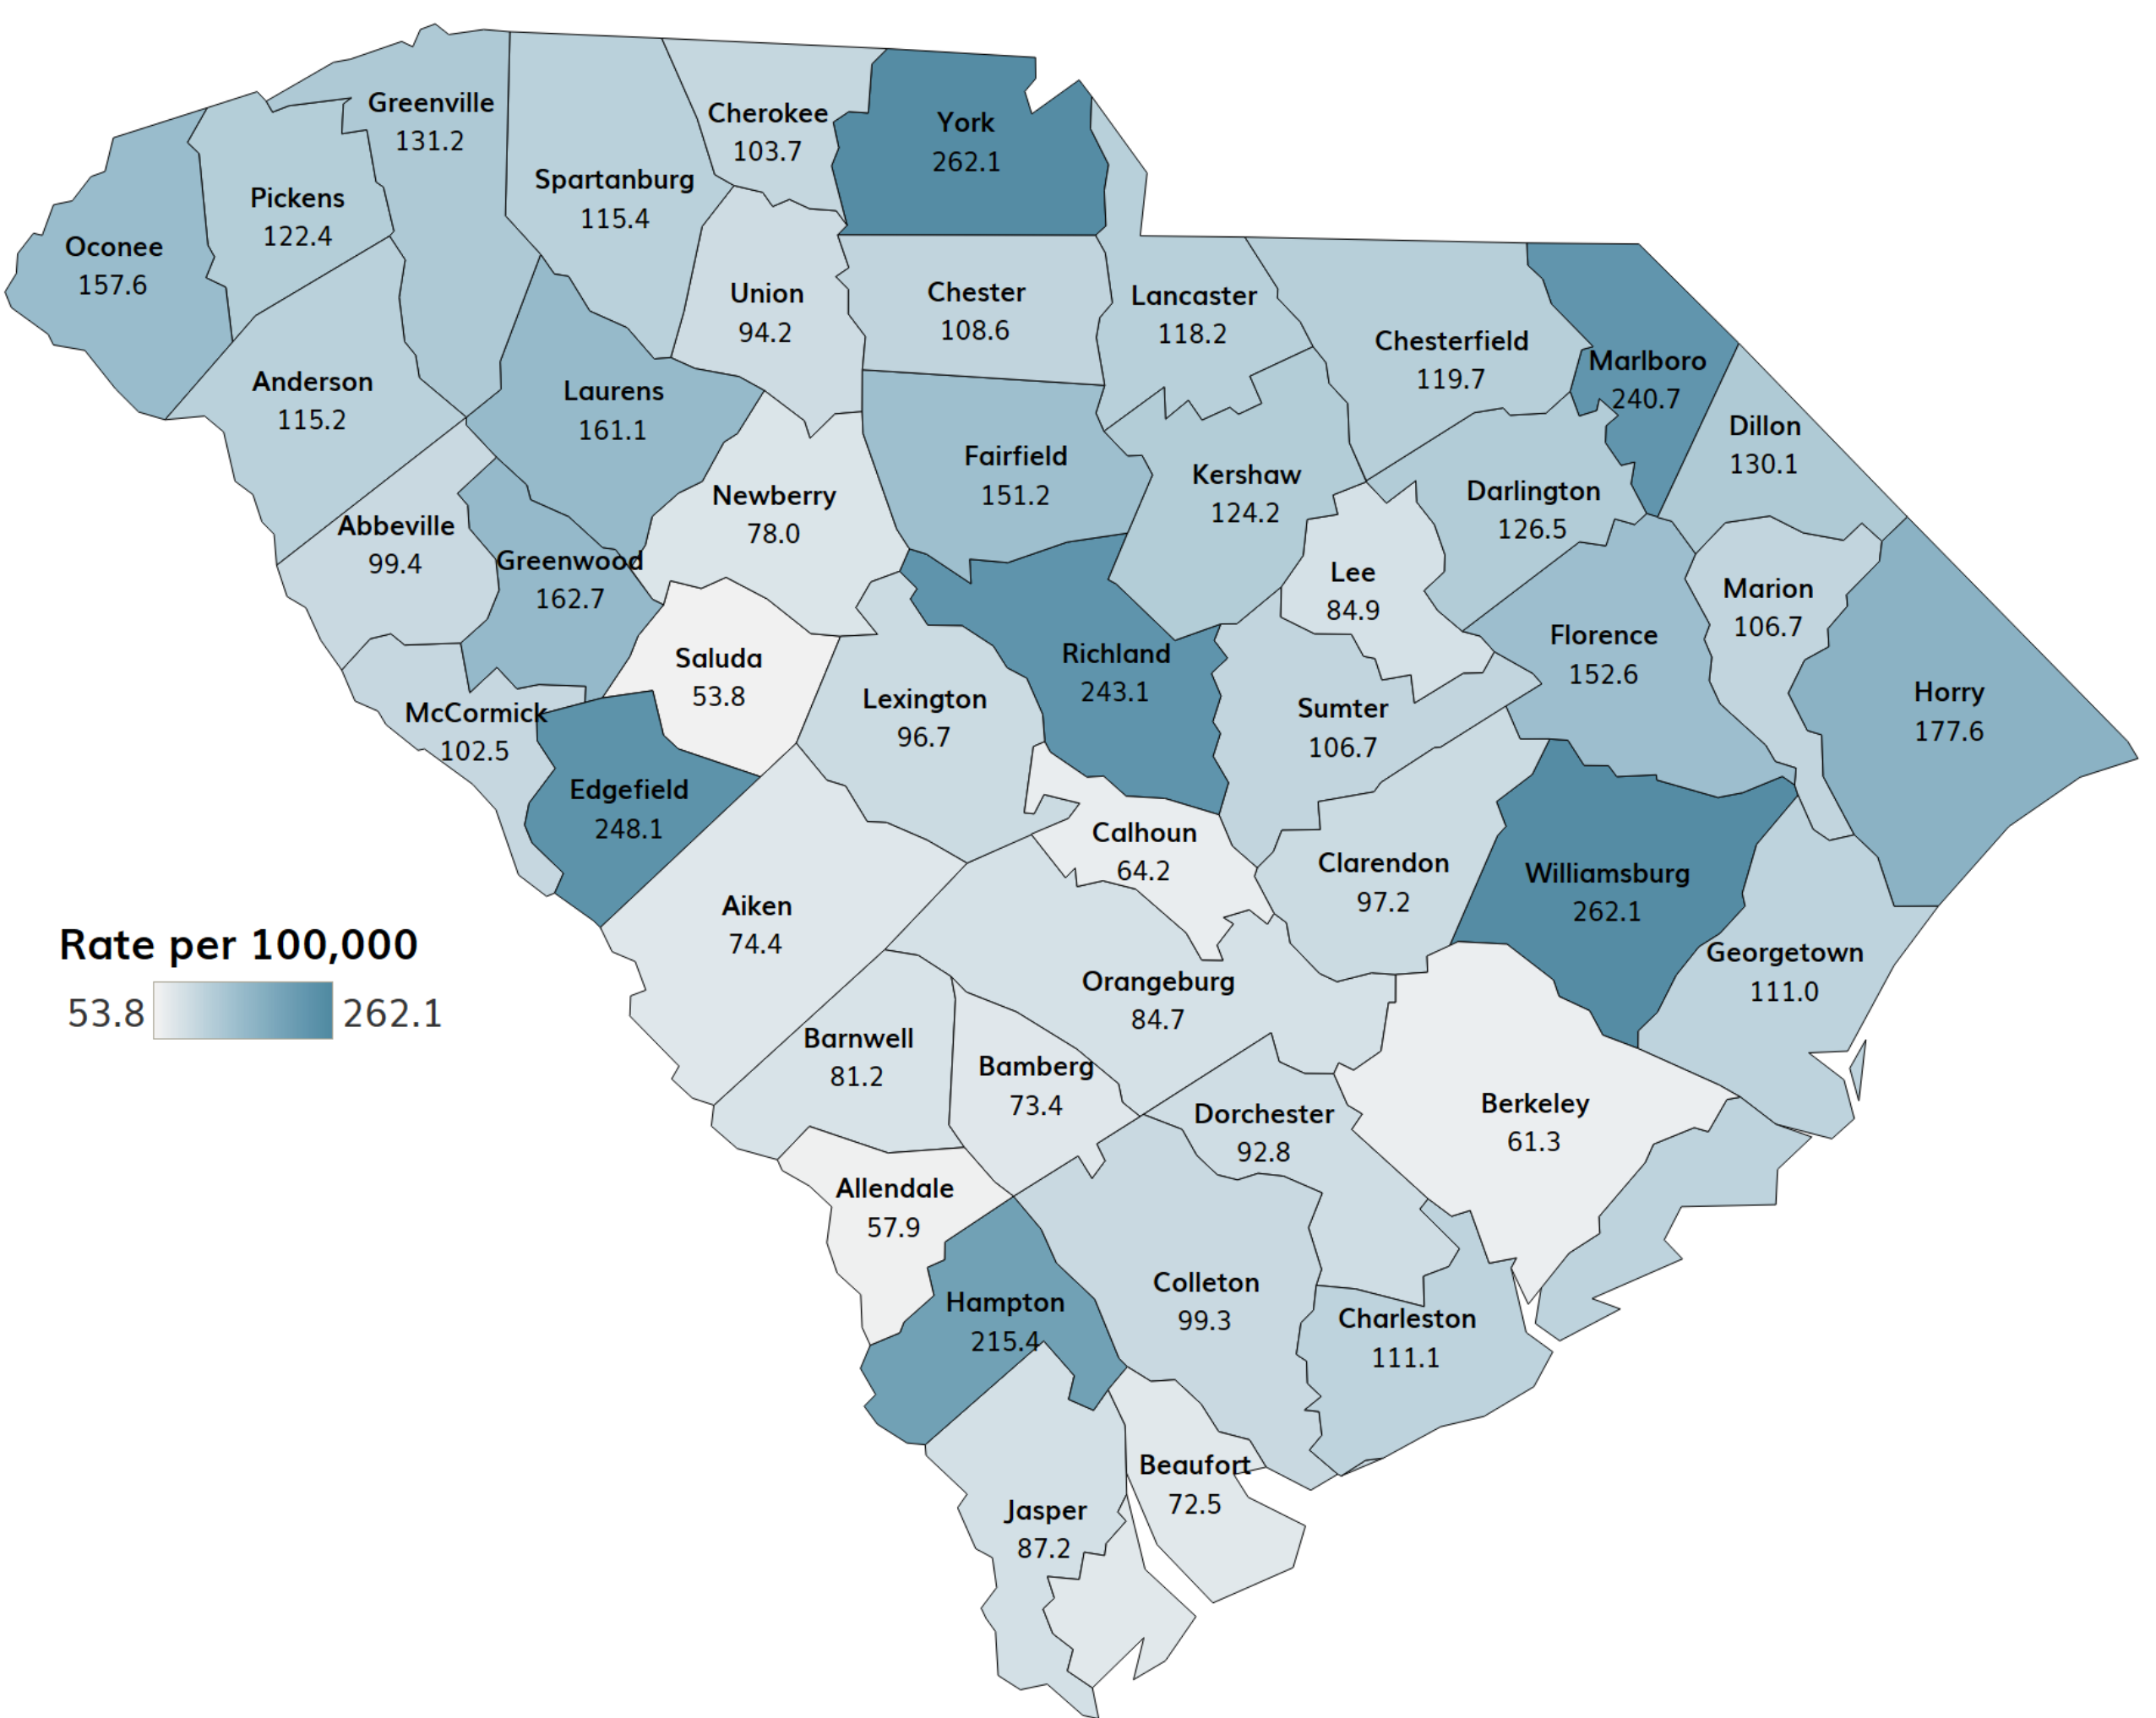 Greenville
131.2
Cherokee
103.7
York
262.1
Spartanburg
115.4
Pickens
122.4
Oconee
157.6
Union
94.2
Chester
108.6
Lancaster
118.2
Chesterfield
119.7
Marlboro
240.7
Anderson
115.2
Laurens
161.1
Dillon
130.1
Fairfield
151.2
Kershaw
124.2
Darlington
126.5
Newberry
78.0
Abbeville
99.4
Greenwood
162.7
Lee
84.9
Marion
106.7
Florence
152.6
Saluda
53.8
Richland
243.1
Lexington
96.7
Sumter
106.7
Horry
177.6
McCormick
102.5
Edgefield
248.1
Calhoun
64.2
Clarendon
97.2
Williamsburg
262.1
Aiken
74.4
Georgetown
111.0
Rate per 100,000
53.8 262.1
Orangeburg
84.7
Barnwell
81.2
Bamberg
73.4
Dorchester
92.8
Berkeley
61.3
Allendale
57.9
Colleton
99.3
Hampton
215.4
Charleston
111.1
Beaufort
72.5
Jasper
87.2